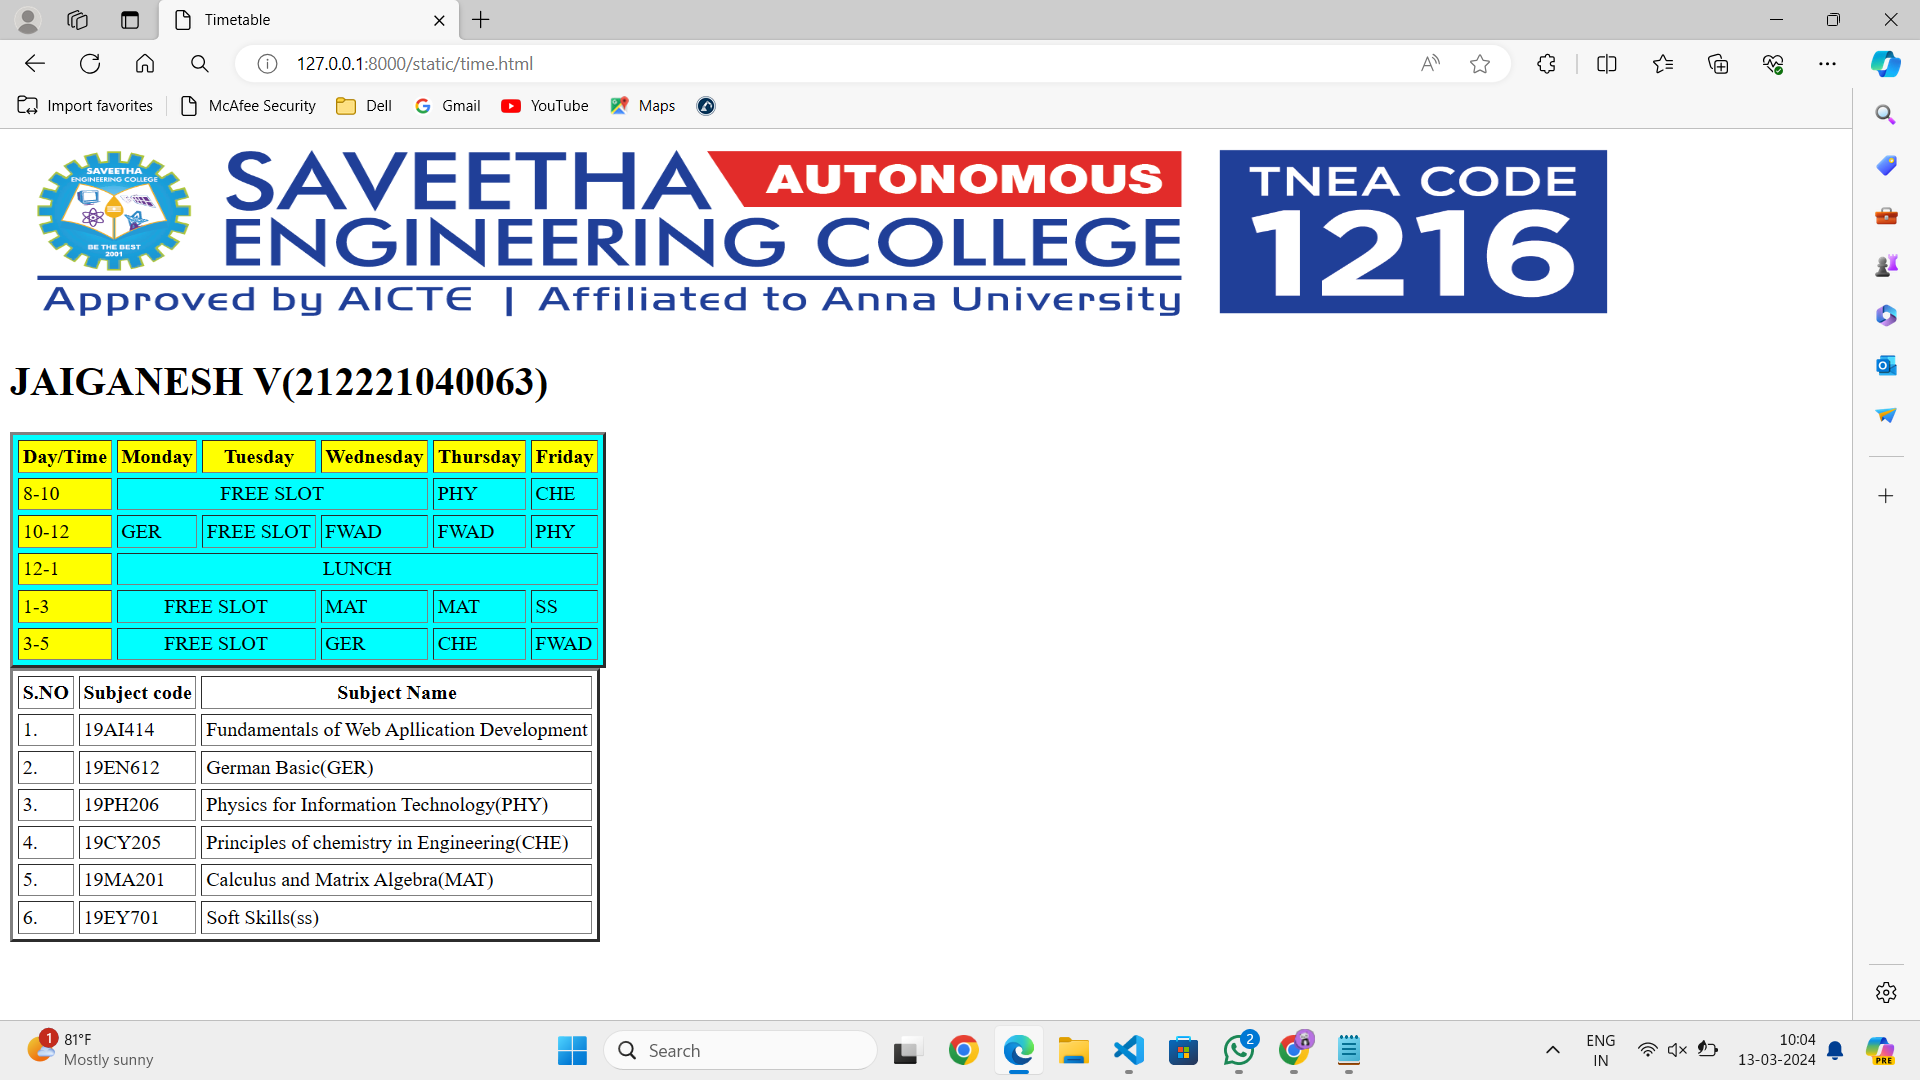 Timetable
127.0.0.1:8000/static/time.html
Import favorites McAfee Security Dell Gmail YouTube Maps
SAVEETHA
ENGINEERING COLLEGE
BE THE BEST
2001
SAVEETHA AUTONOMOUS
ENGINEERING COLLEGE
Approved by AICTE | Affiliated to Anna University
TNEA CODE
1216
JAIGANESH V(212221040063)
Day/Time Monday Tuesday Wednesday Thursday Friday
8-10 FREE SLOT PHY CHE
10-12 GER FREE SLOT FWAD FWAD PHY
12-1 LUNCH
1-3 FREE SLOT MAT MAT SS
3-5 FREE SLOT GER CHE FWAD
S.NO Subject code Subject Name
1. 19AI414 Fundamentals of Web Apllication Development
2. 19EN612 German Basic(GER)
3. 19PH206 Physics for Information Technology(PHY)
4. 19CY205 Principles of chemistry in Engineering(CHE)
5. 19MA201 Calculus and Matrix Algebra(MAT)
6. 19EY701 Soft Skills(ss)
1 81°F
Mostly sunny
Search
2
ENG
IN
10:04
13-03-2024
PRE